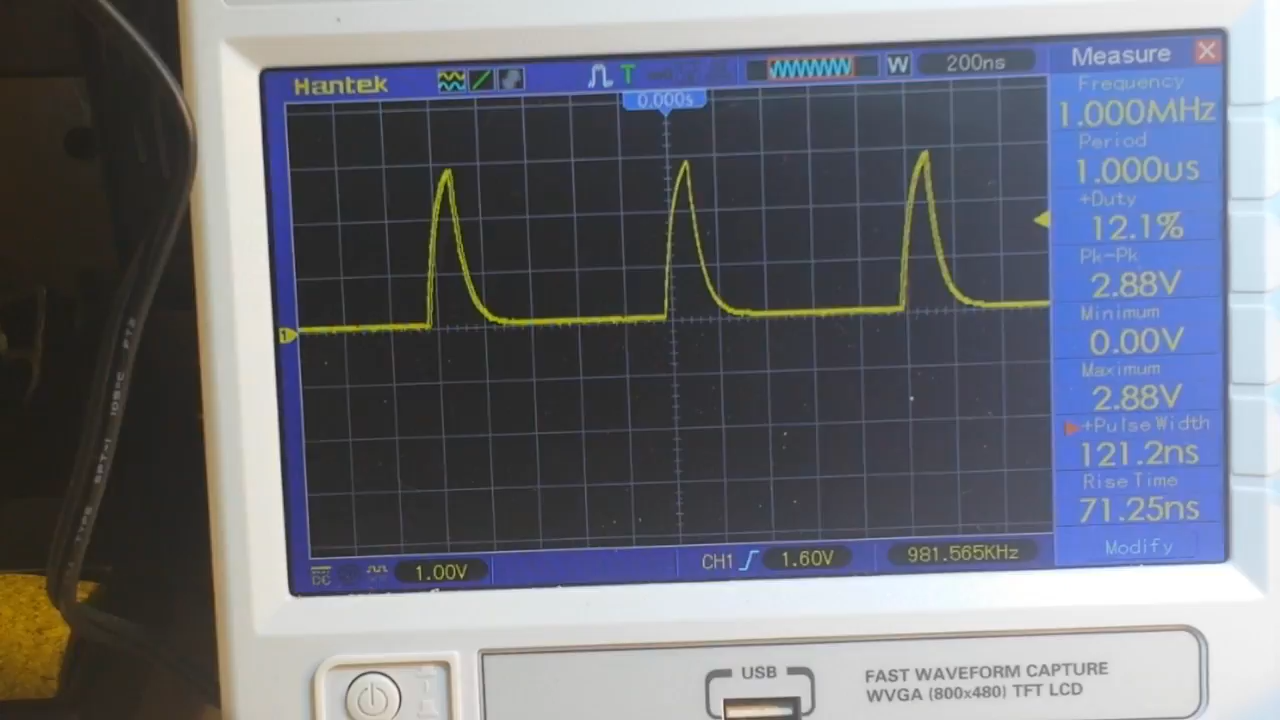 Hantek
T
W
200ns
0.000s
Measure
Frequency
1.000MHz
Period
1.000us
+Duty
12.1%
Pk-Pk
2.88V
Minimum
0.00V
Maximum
2.88V
+Pulse Width
121.2ns
Rise Time
71.25ns
Modify
1
DC
1.00V
CH1
1.60V
981.565KHz
USB
FAST WAVEFORM CAPTURE
WVGA (800x480) TFT LCD